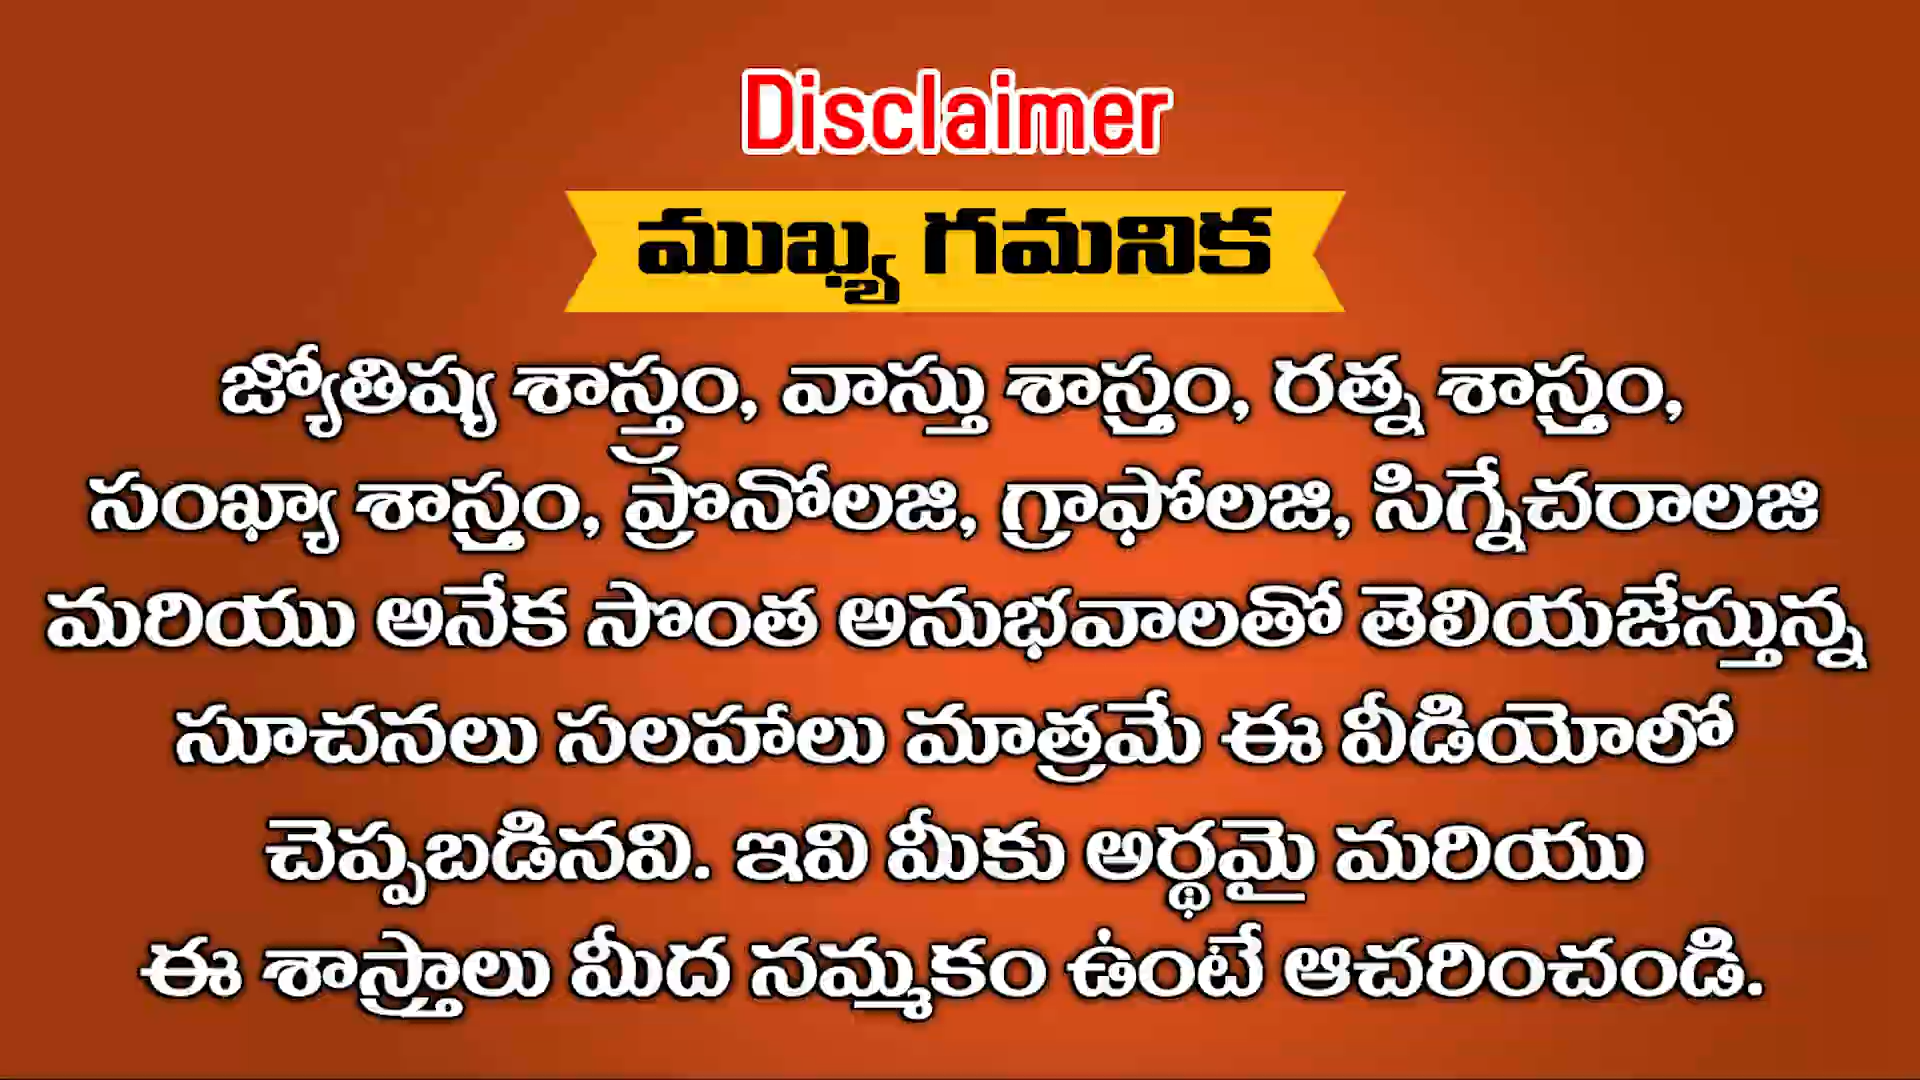 Disclaimer
ముఖ్య గమనిక
జ్యోతిష్య శాస్త్రం, వాస్తు శాస్త్రం, రత్న శాస్త్రం,
సంఖ్యా శాస్త్రం, ప్రొనోలజి, గ్రాఫోలజి, సిగ్నేచరాలజి
మరియు అనేక సొంత అనుభవాలతో తెలియజేస్తున్న
సూచనలు సలహాలు మాత్రమే ఈ వీడియోలో
చెప్పబడినవి. ఇవి మీకు అర్థమై మరియు
ఈ శాస్త్రాలు మీద నమ్మకం ఉంటే ఆచరించండి.